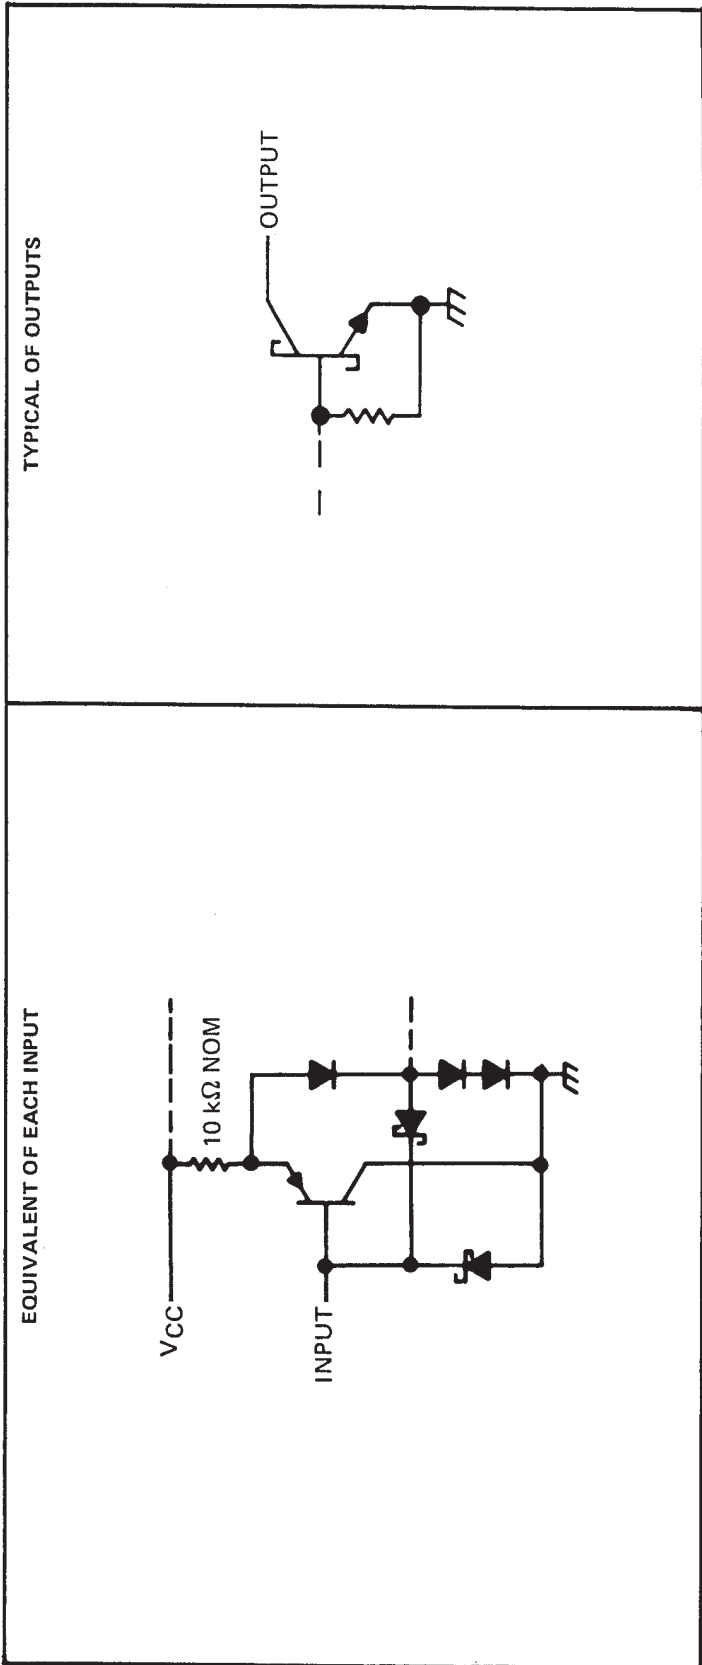 EQUIVALENT OF EACH INPUT
VCC
10 kΩ NOM
INPUT
TYPICAL OF OUTPUTS
OUTPUT